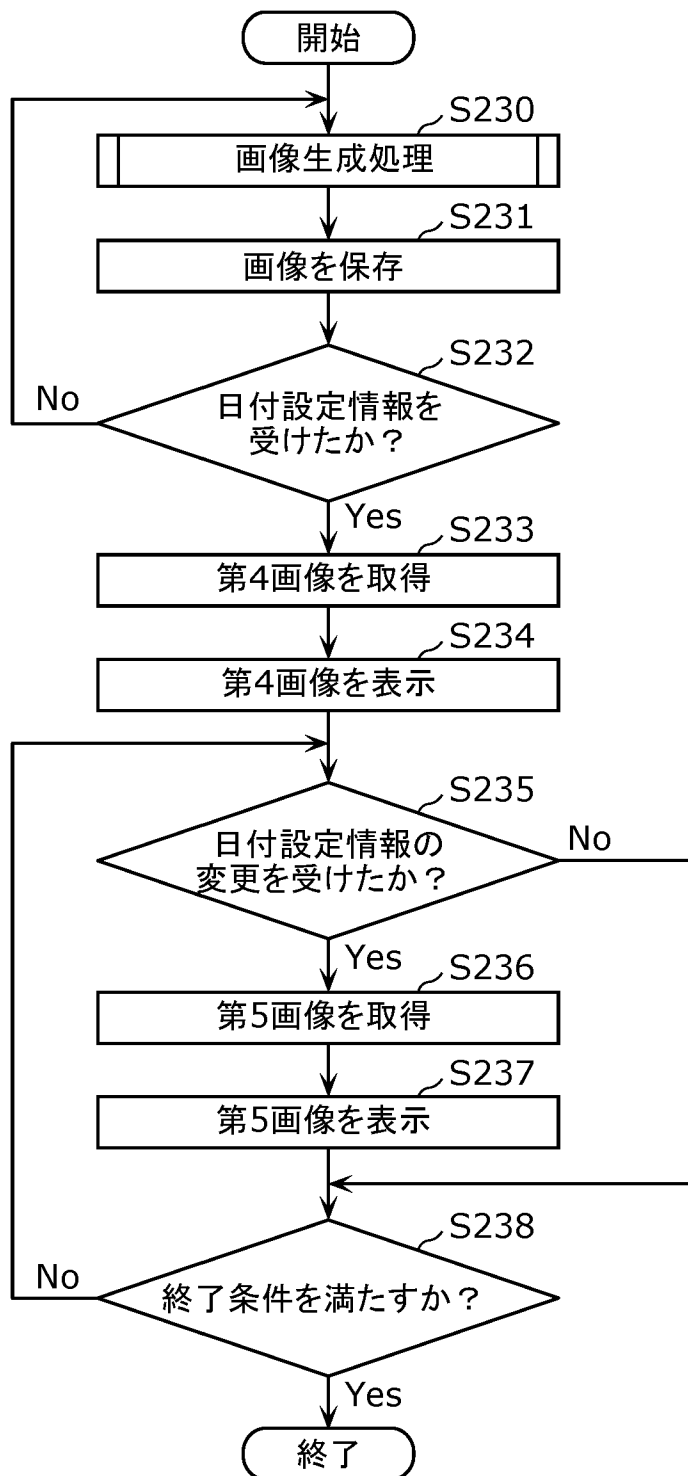 開始
S230
画像生成処理
S231
画像を保存
S232
日付設定情報を
受けたか？
No
Yes
S233
第4画像を取得
S234
第4画像を表示
S235
日付設定情報の
変更を受けたか？
No
Yes
S236
第5画像を取得
S237
第5画像を表示
S238
終了条件を満たすか？
No
Yes
終了